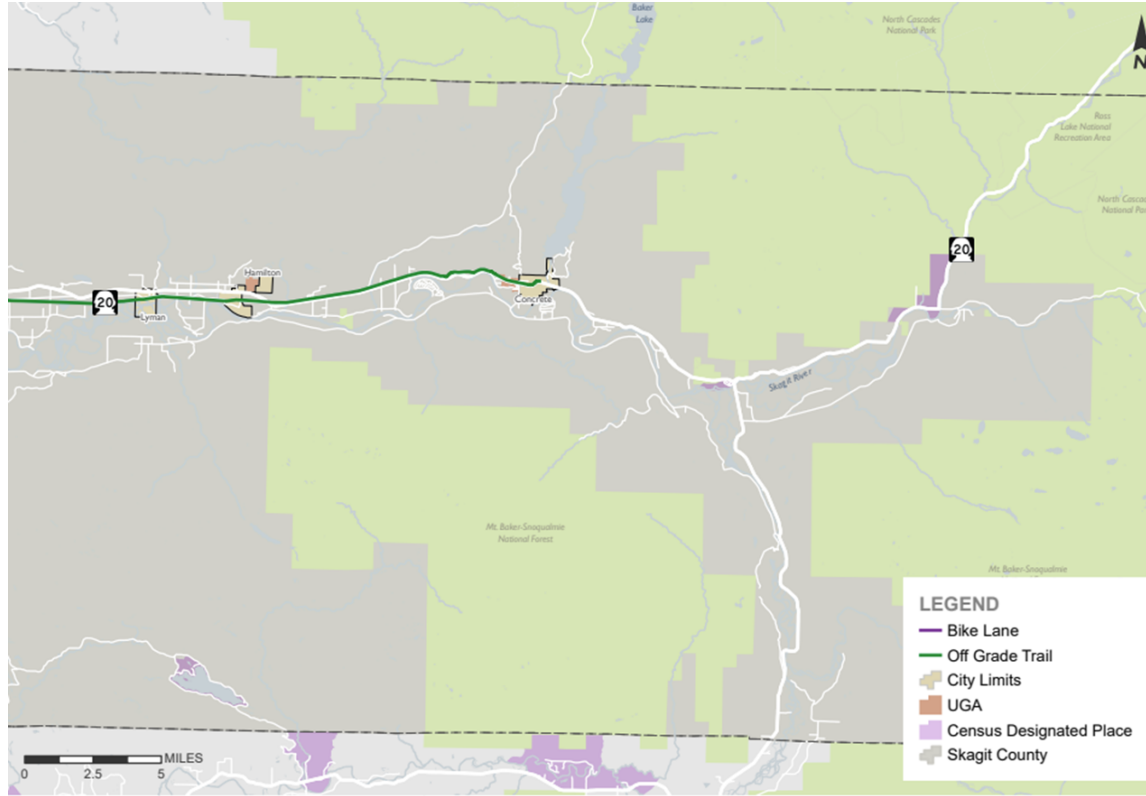 Baker
Lake
North Cascades
National Park
N
Ross
Lake National
Recreation Area
North Casca
National Par
20
Hamilton
20
Lyman
Concrete
Skagit River
Mt. Baker-Snoqualmie
National Forest
Mt. Baker-Snoqualmie
LEGEND
Bike Lane
Off Grade Trail
City Limits
UGA
Census Designated Place
Skagit County
MILES
0 2.5 5